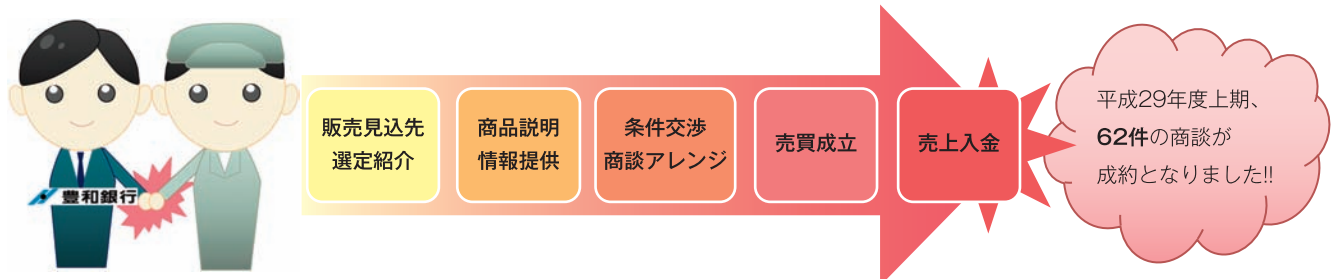 豊和銀行
販売見込先
選定紹介
商品説明
情報提供
条件交渉
商談アレンジ
売買成立
売上入金
平成29年度上期、
62件の商談が
成約となりました!!